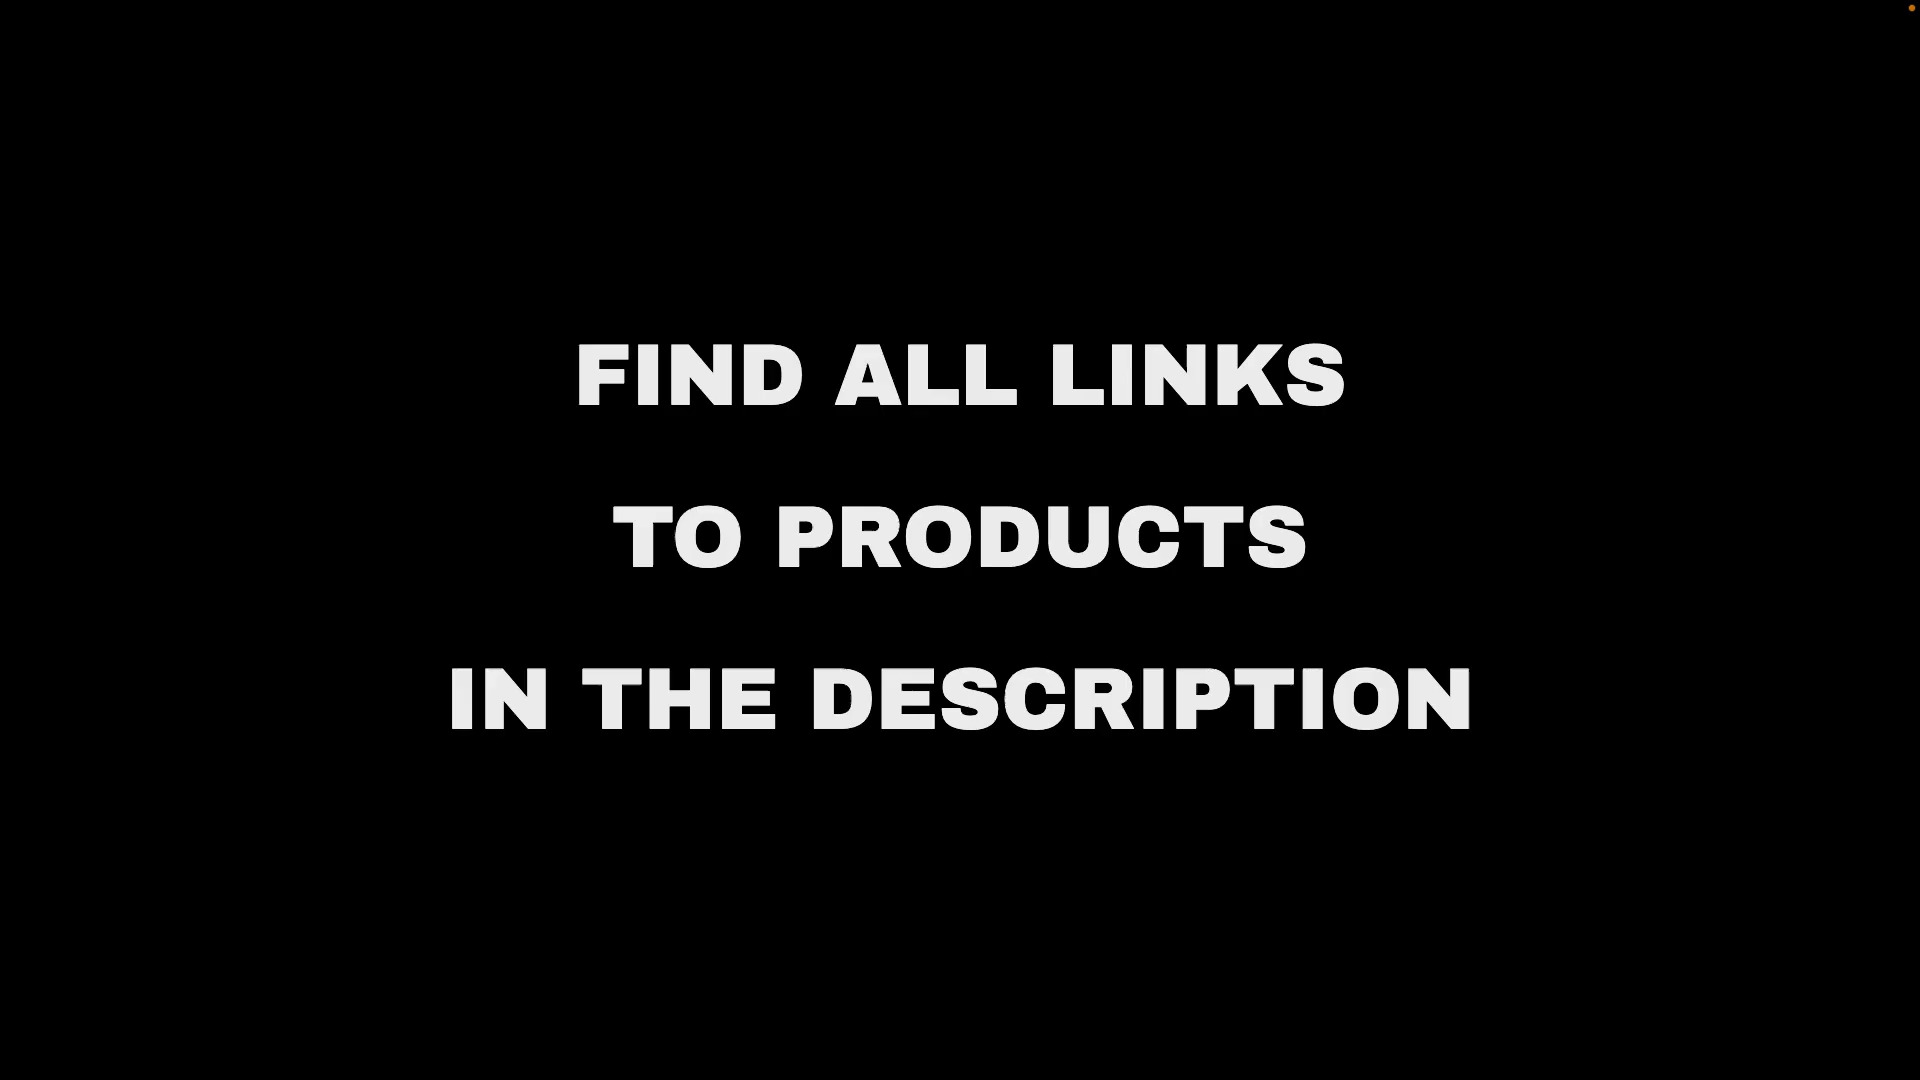 FIND ALL LINKS
TO PRODUCTS
IN THE DESCRIPTION